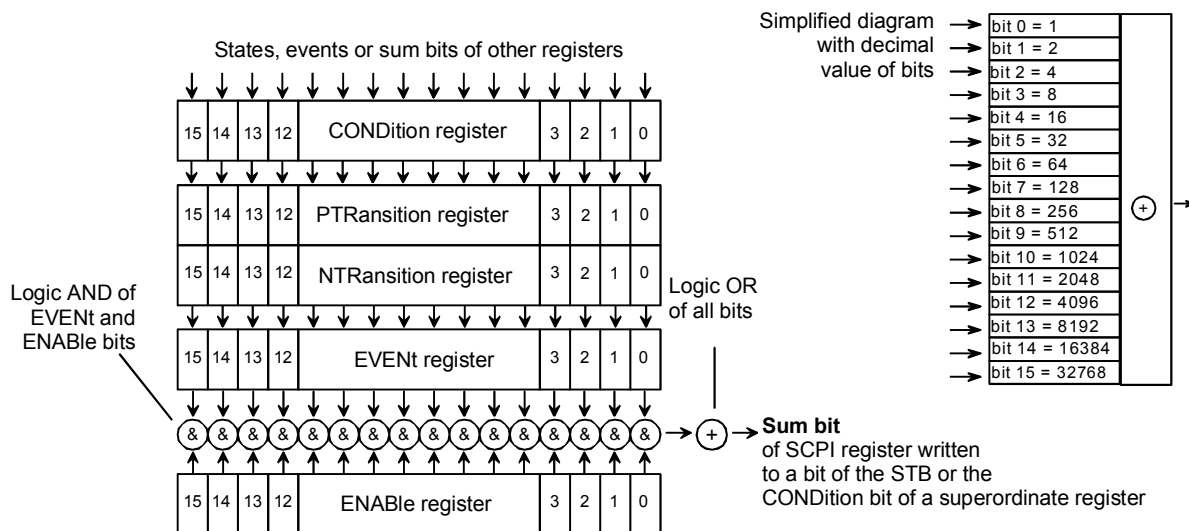 States, events or sum bits of other registers
15 14 13 12 CONDition register 3 2 1 0
15 14 13 12 PTRansition register 3 2 1 0
15 14 13 12 NTRansition register 3 2 1 0
Logic AND of
EVENt and
ENABle bits
Logic OR
of all bits
15 14 13 12 EVENt register 3 2 1 0
& & & & & & & & & & & & & & & & +
Sum bit
of SCPI register written
to a bit of the STB or the
CONDition bit of a superordinate register
15 14 13 12 ENABle register 3 2 1 0
Simplified diagram
with decimal
value of bits
bit 0 = 1
bit 1 = 2
bit 2 = 4
bit 3 = 8
bit 4 = 16
bit 5 = 32
bit 6 = 64
bit 7 = 128
bit 8 = 256
bit 9 = 512
bit 10 = 1024
bit 11 = 2048
bit 12 = 4096
bit 13 = 8192
bit 14 = 16384
bit 15 = 32768
+